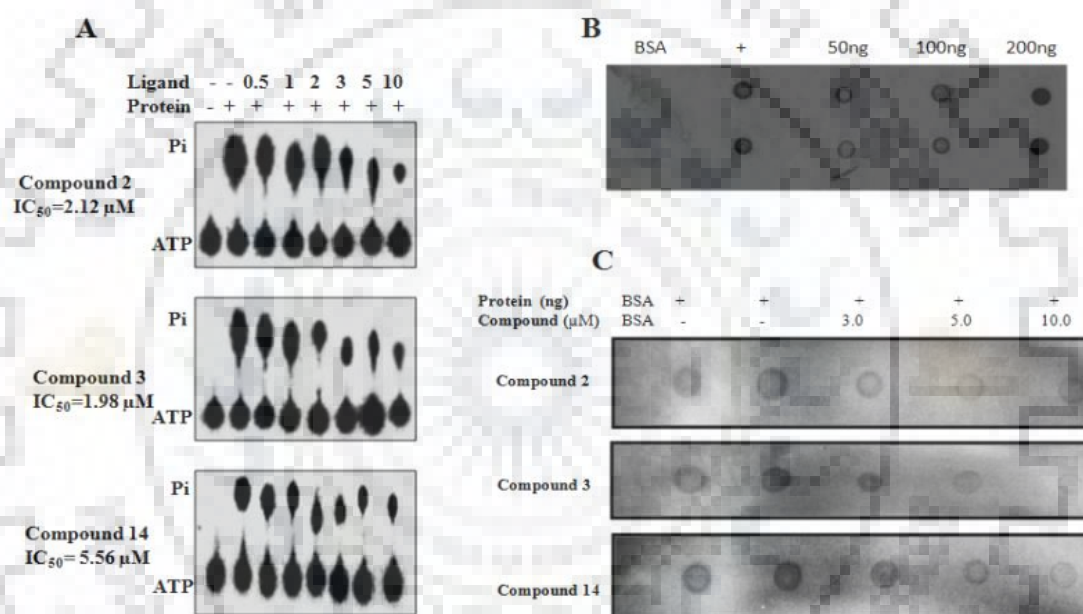 A
Ligand - - 0.5 1 2 3 5 10
Protein - + + + + + + +
Pi
Compound 2
IC50=2.12 µM
ATP
Pi
Compound 3
IC50=1.98 µM
ATP
Pi
Compound 14
IC50= 5.56 µM
ATP
B
BSA + 50ng 100ng 200ng
C
Protein (ng) BSA + + + + +
Compound (µM) BSA - - 3.0 5.0 10.0
Compound 2
Compound 3
Compound 14